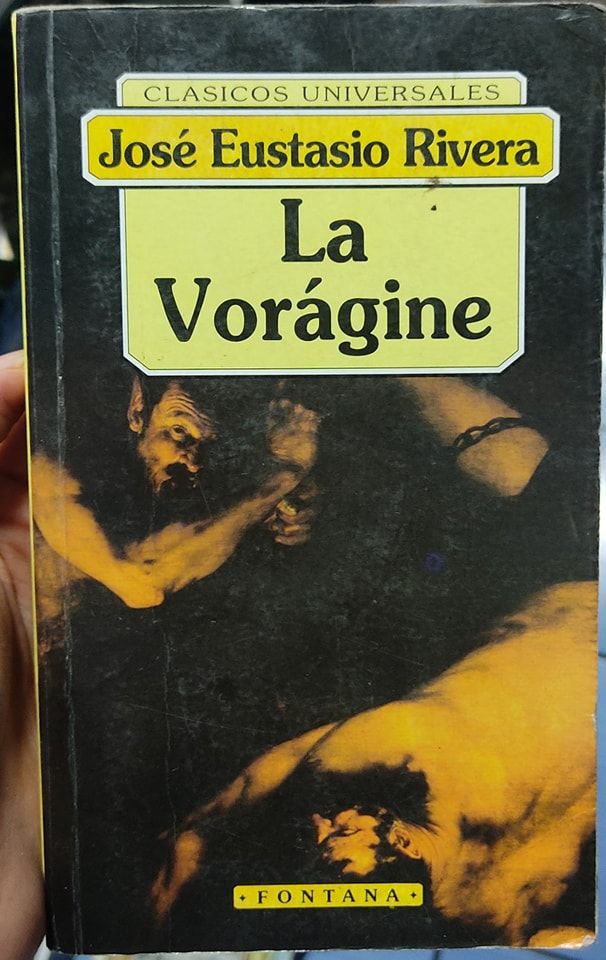 CLASICOS UNIVERSALES
José Eustasio Rivera
La
Vorágine
FONTANA